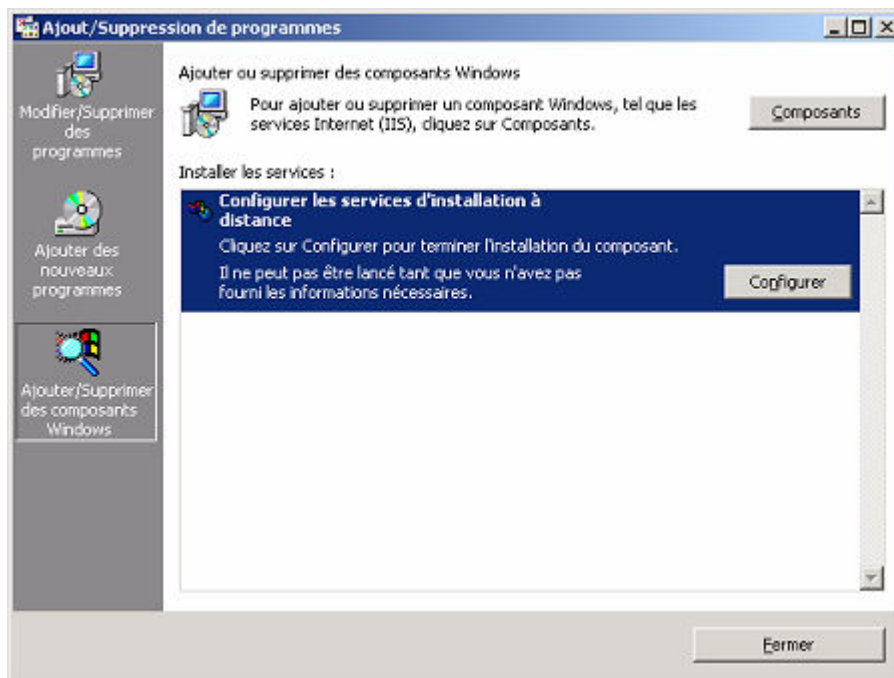 Ajout/Suppression de programmes
Modifier/Supprimer
des
programmes
Ajouter des
nouveaux
programmes
Ajouter/Supprimer
des composants
Windows
Ajouter ou supprimer des composants Windows
Pour ajouter ou supprimer un composant Windows, tel que les
services Internet (IIS), cliquez sur Composants.
Composants
Installer les services :
Configurer les services d'installation à
distance
Cliquez sur Configurer pour terminer l'installation du composant.
Il ne peut pas être lancé tant que vous n'avez pas
fourni les informations nécessaires.
Configurer
Fermer